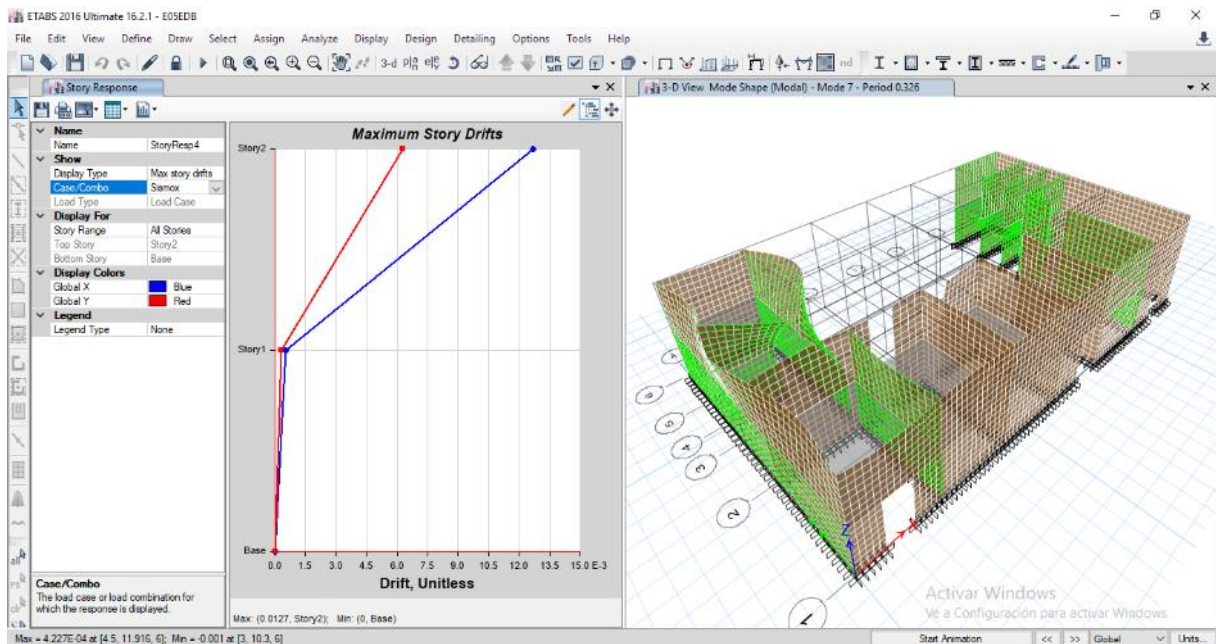 ETABS 2016 Ultimate 16.2.1 - E05EDB
File Edit View Define Draw Select Assign Analyze Display Design Detailing Options Tools Help
3-d
nd
Story Response
3-D View Mode Shape (Modal) - Mode 7 - Period 0.326
Name
Name StoryResp4
Show
Display Type Max story drifts
Case/Combo Sismox
Load Type Load Case
Display For
Story Range All Stories
Top Story Story2
Bottom Story Base
Display Colors
Global X Blue
Global Y Red
Legend
Legend Type None
Case/Combo
The load case or load combination for
which the response is displayed.
Maximum Story Drifts
Story2
Story1
Base
0.0 1.5 3.0 4.5 6.0 7.5 9.0 10.5 12.0 13.5 15.0 E-3
Drift, Unitless
Max: (0.0127, Story2); Min: (0, Base)
5
4
3
2
1
Z
X
Activar Windows
Ve a Configuración para activar Windows.
Max = 4.227E-04 at [4.5, 11.916, 6]; Min = -0.001 at [3, 10.3, 6]
Start Animation << >> Global Units...